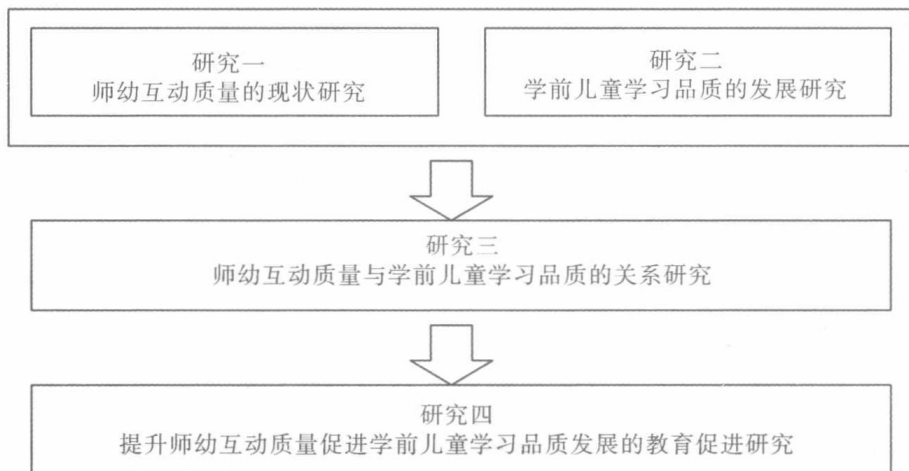 研究一
师幼互动质量的现状研究
研究二
学前儿童学习品质的发展研究
研究三
师幼互动质量与学前儿童学习品质的关系研究
研究四
提升师幼互动质量促进学前儿童学习品质发展的教育促进研究